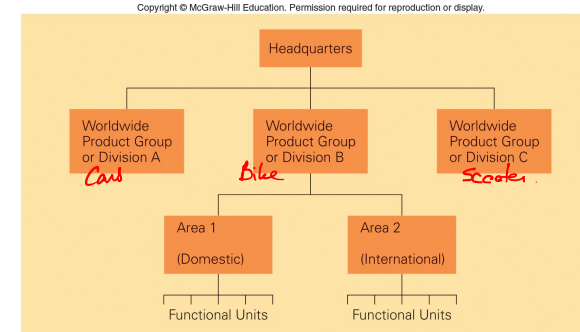 Copyright © McGraw-Hill Education. Permission required for reproduction or display.
Headquarters
Worldwide
Product Group
or Division A
Worldwide
Product Group
or Division B
Worldwide
Product Group
or Division C
Cars
Bike
Scooter.
Area 1
(Domestic)
Area 2
(International)
Functional Units
Functional Units